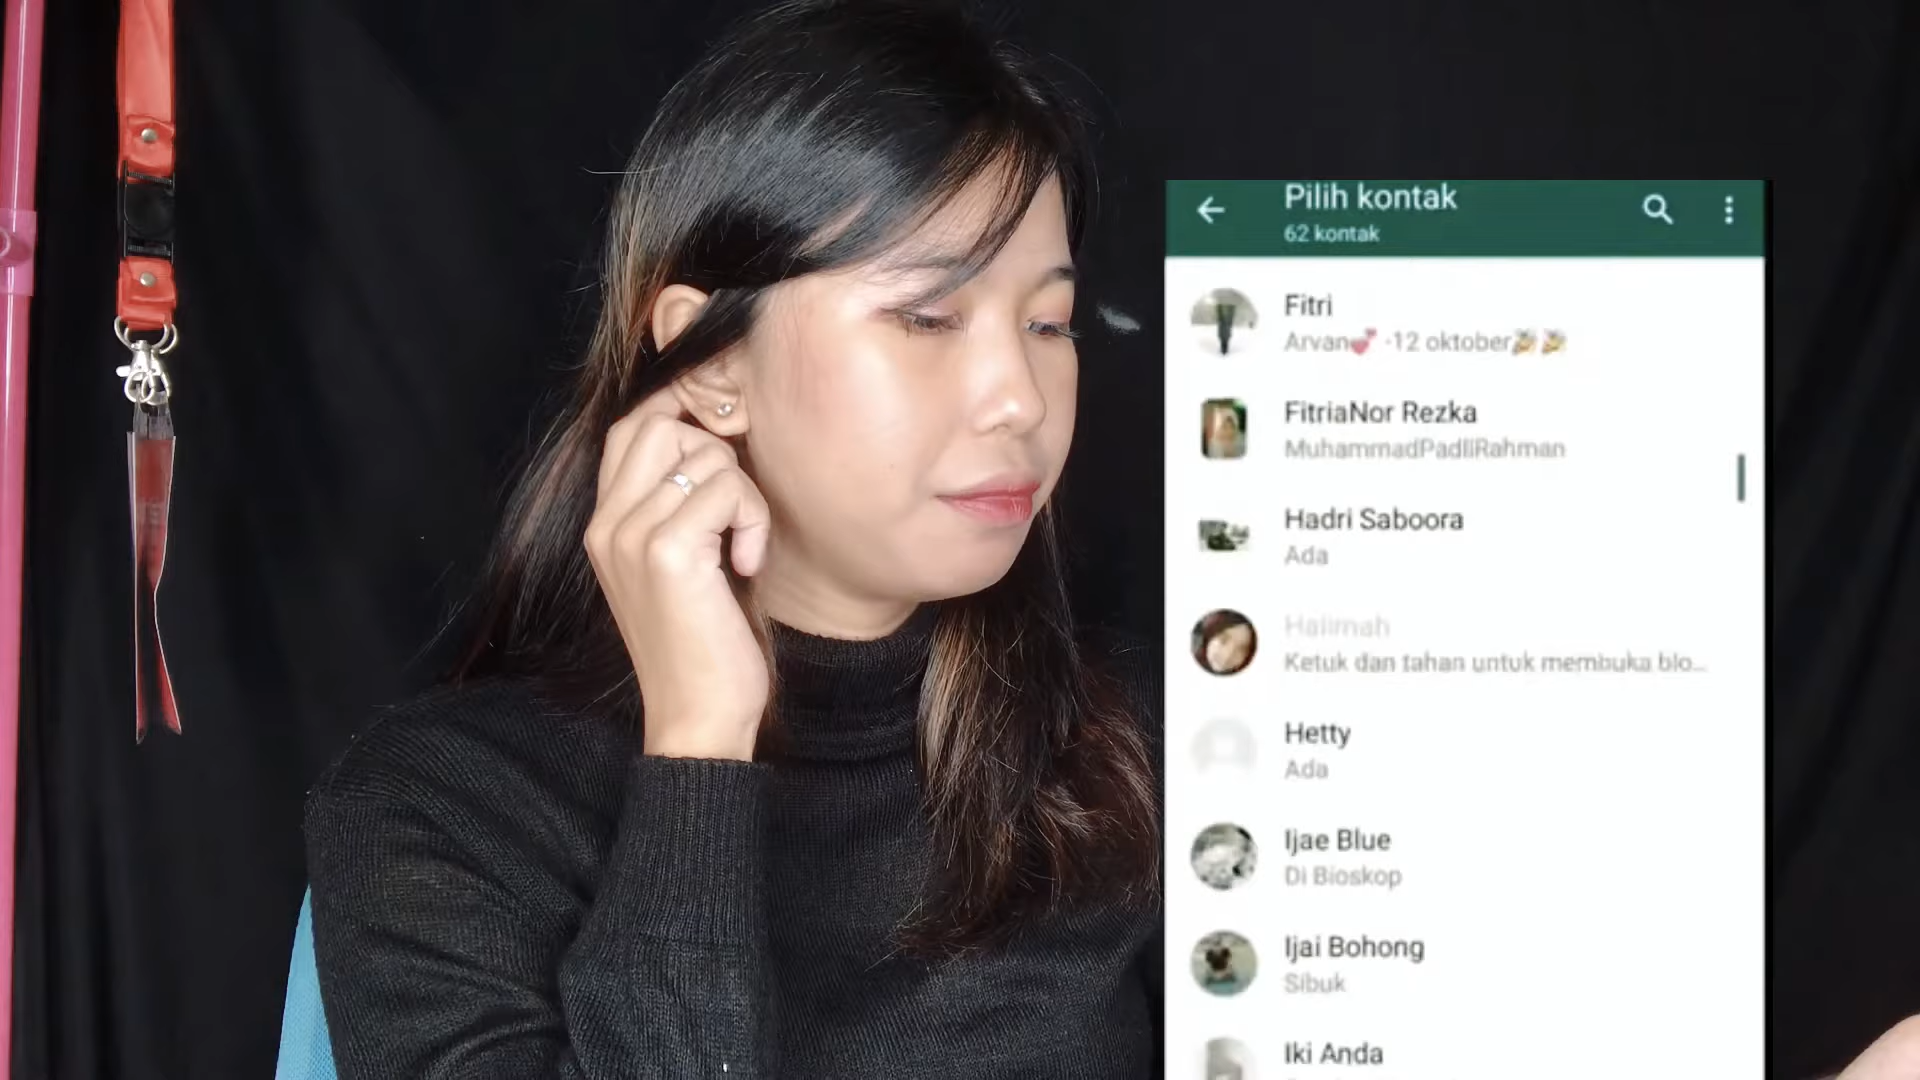 Pilih kontak
62 kontak
Fitri
Arvan💕 -12 oktober🎉🎉
FitriaNor Rezka
MuhammadPadliRahman
Hadri Saboora
Ada
Halimah
Ketuk dan tahan untuk membuka blo...
Hetty
Ada
Ijae Blue
Di Bioskop
Ijai Bohong
Sibuk
Iki Anda